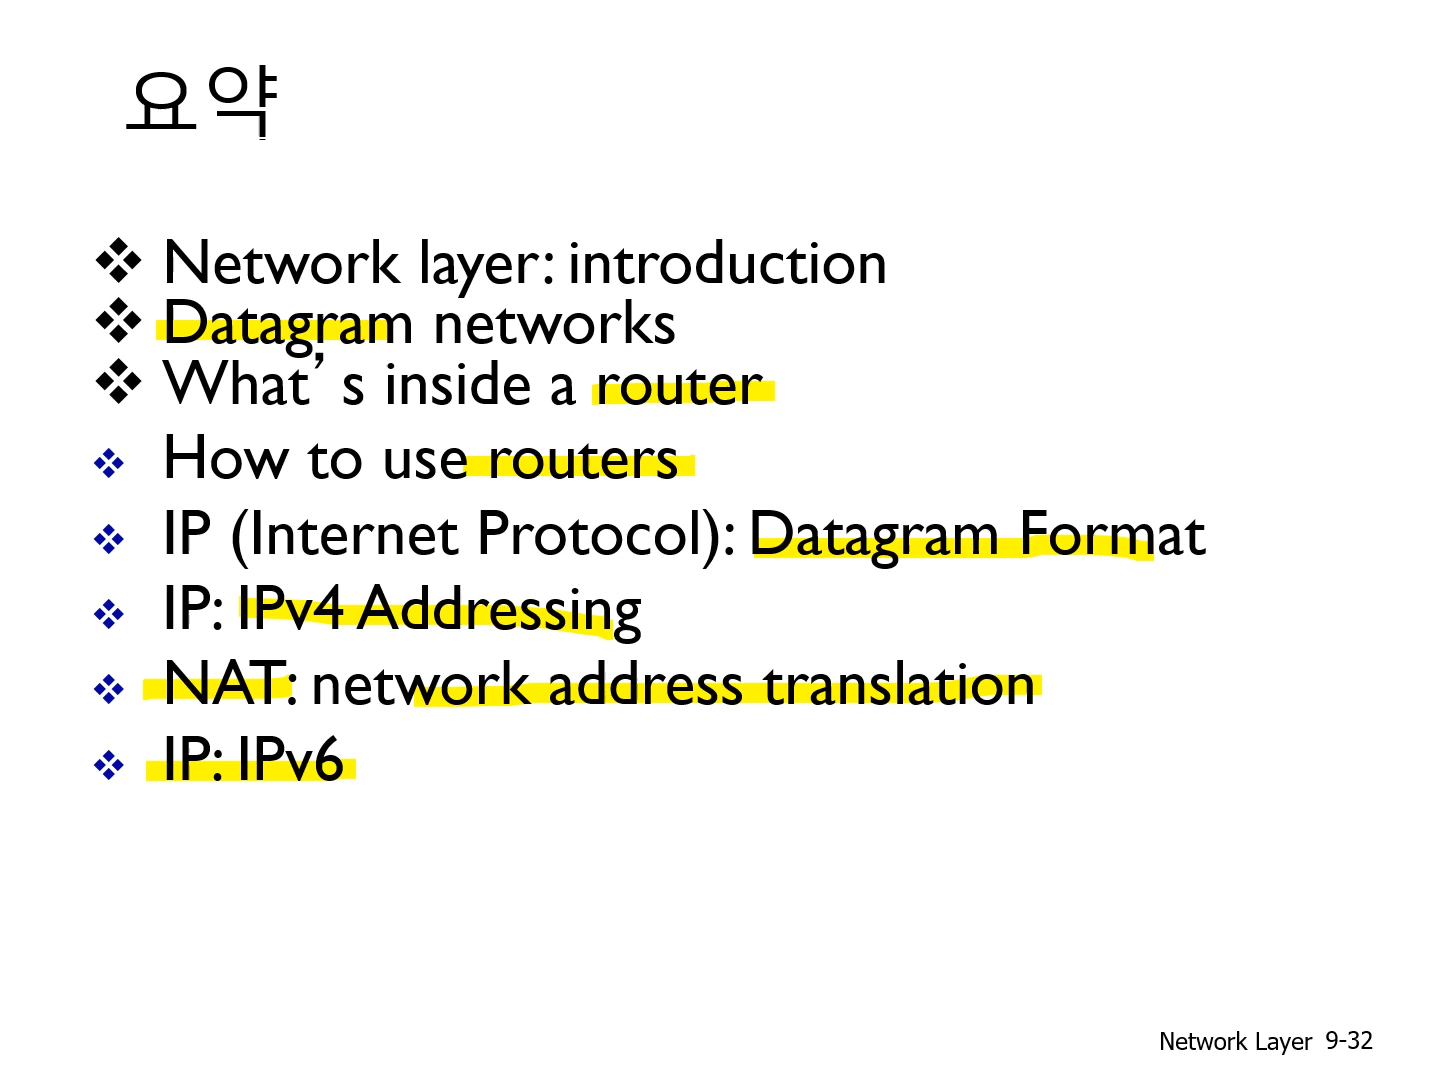 요약
❖ Network layer: introduction
❖ Datagram networks
❖ What’s inside a router
❖ How to use routers
❖ IP (Internet Protocol): Datagram Format
❖ IP: IPv4 Addressing
❖ NAT: network address translation
❖ IP: IPv6
Network Layer 9-32